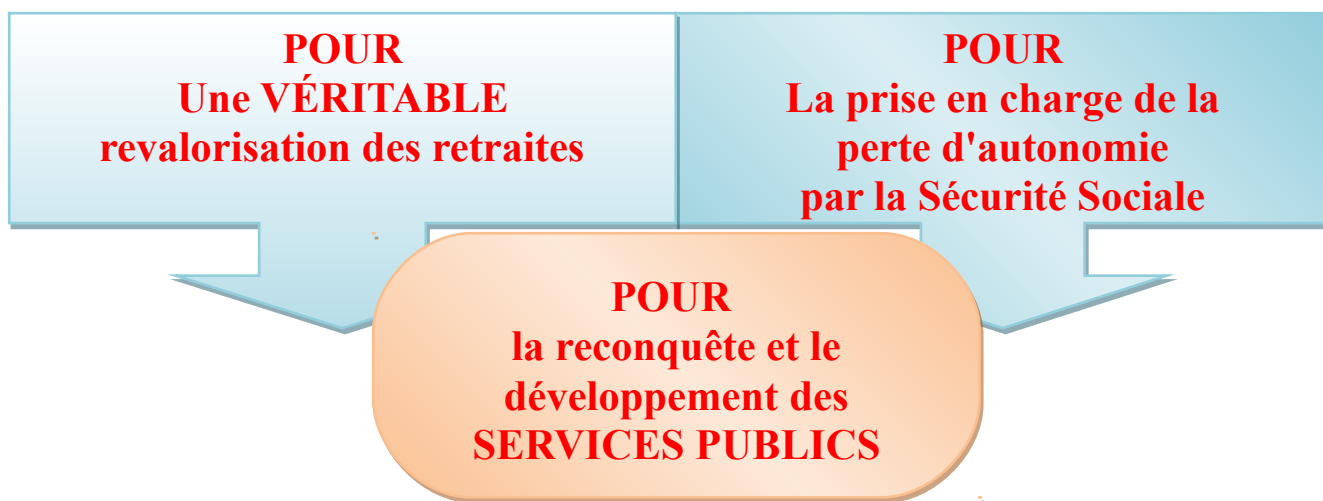 POUR
Une VÉRITABLE
revalorisation des retraites
POUR
La prise en charge de la
perte d'autonomie
par la Sécurité Sociale
POUR
la reconquête et le
développement des
SERVICES PUBLICS